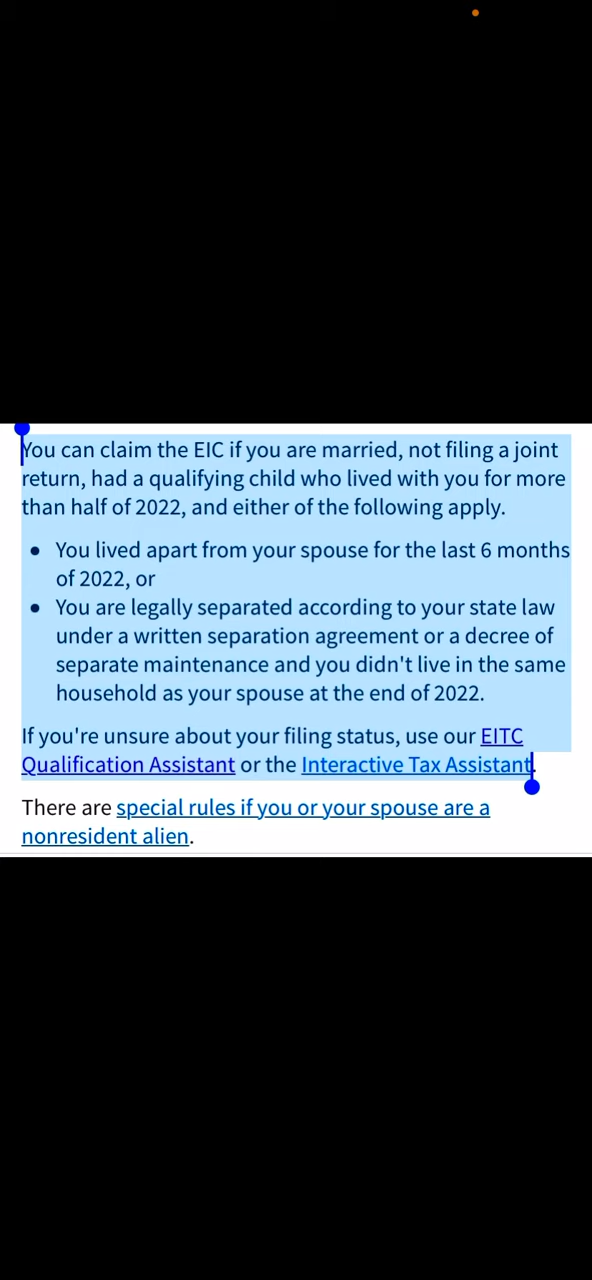 You can claim the EIC if you are married, not filing a joint
return, had a qualifying child who lived with you for more
than half of 2022, and either of the following apply.
• You lived apart from your spouse for the last 6 months
of 2022, or
• You are legally separated according to your state law
under a written separation agreement or a decree of
separate maintenance and you didn't live in the same
household as your spouse at the end of 2022.
If you're unsure about your filing status, use our EITC
Qualification Assistant or the Interactive Tax Assistant.
There are special rules if you or your spouse are a
nonresident alien.